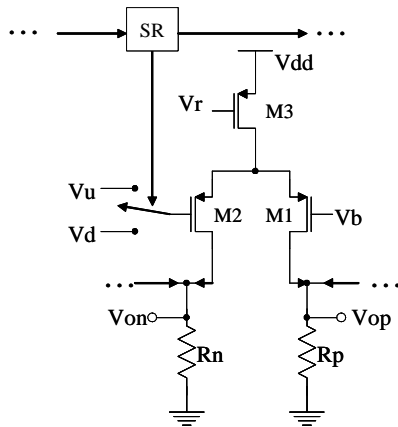 ... SR ...
Vdd
Vr M3
Vu
M2 M1 Vb
Vd
... ...
Von Vop
Rn Rp